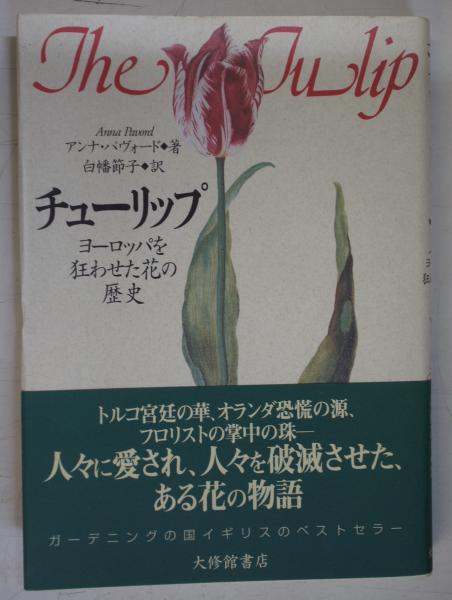 The Tulip
Anna Pavord
アンナ・パヴォード◆著
白幡節子◆訳
チューリップ
ヨーロッパを
狂わせた花の
歴史
トルコ宮廷の華、オランダ恐慌の源、
フロリストの掌中の珠―
人々に愛され、人々を破滅させた、
ある花の物語
ガーデニングの国イギリスのベストセラー
大修館書店